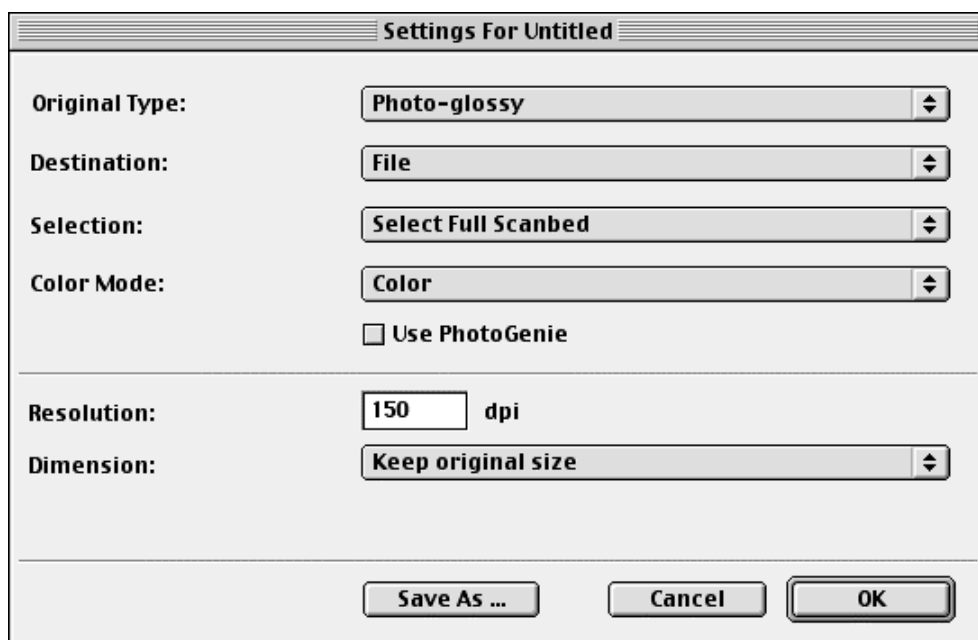 Settings For Untitled
Original Type: Photo-glossy
Destination: File
Selection: Select Full Scanbed
Color Mode: Color
Use PhotoGenie
Resolution: 150 dpi
Dimension: Keep original size
Save As ... Cancel OK